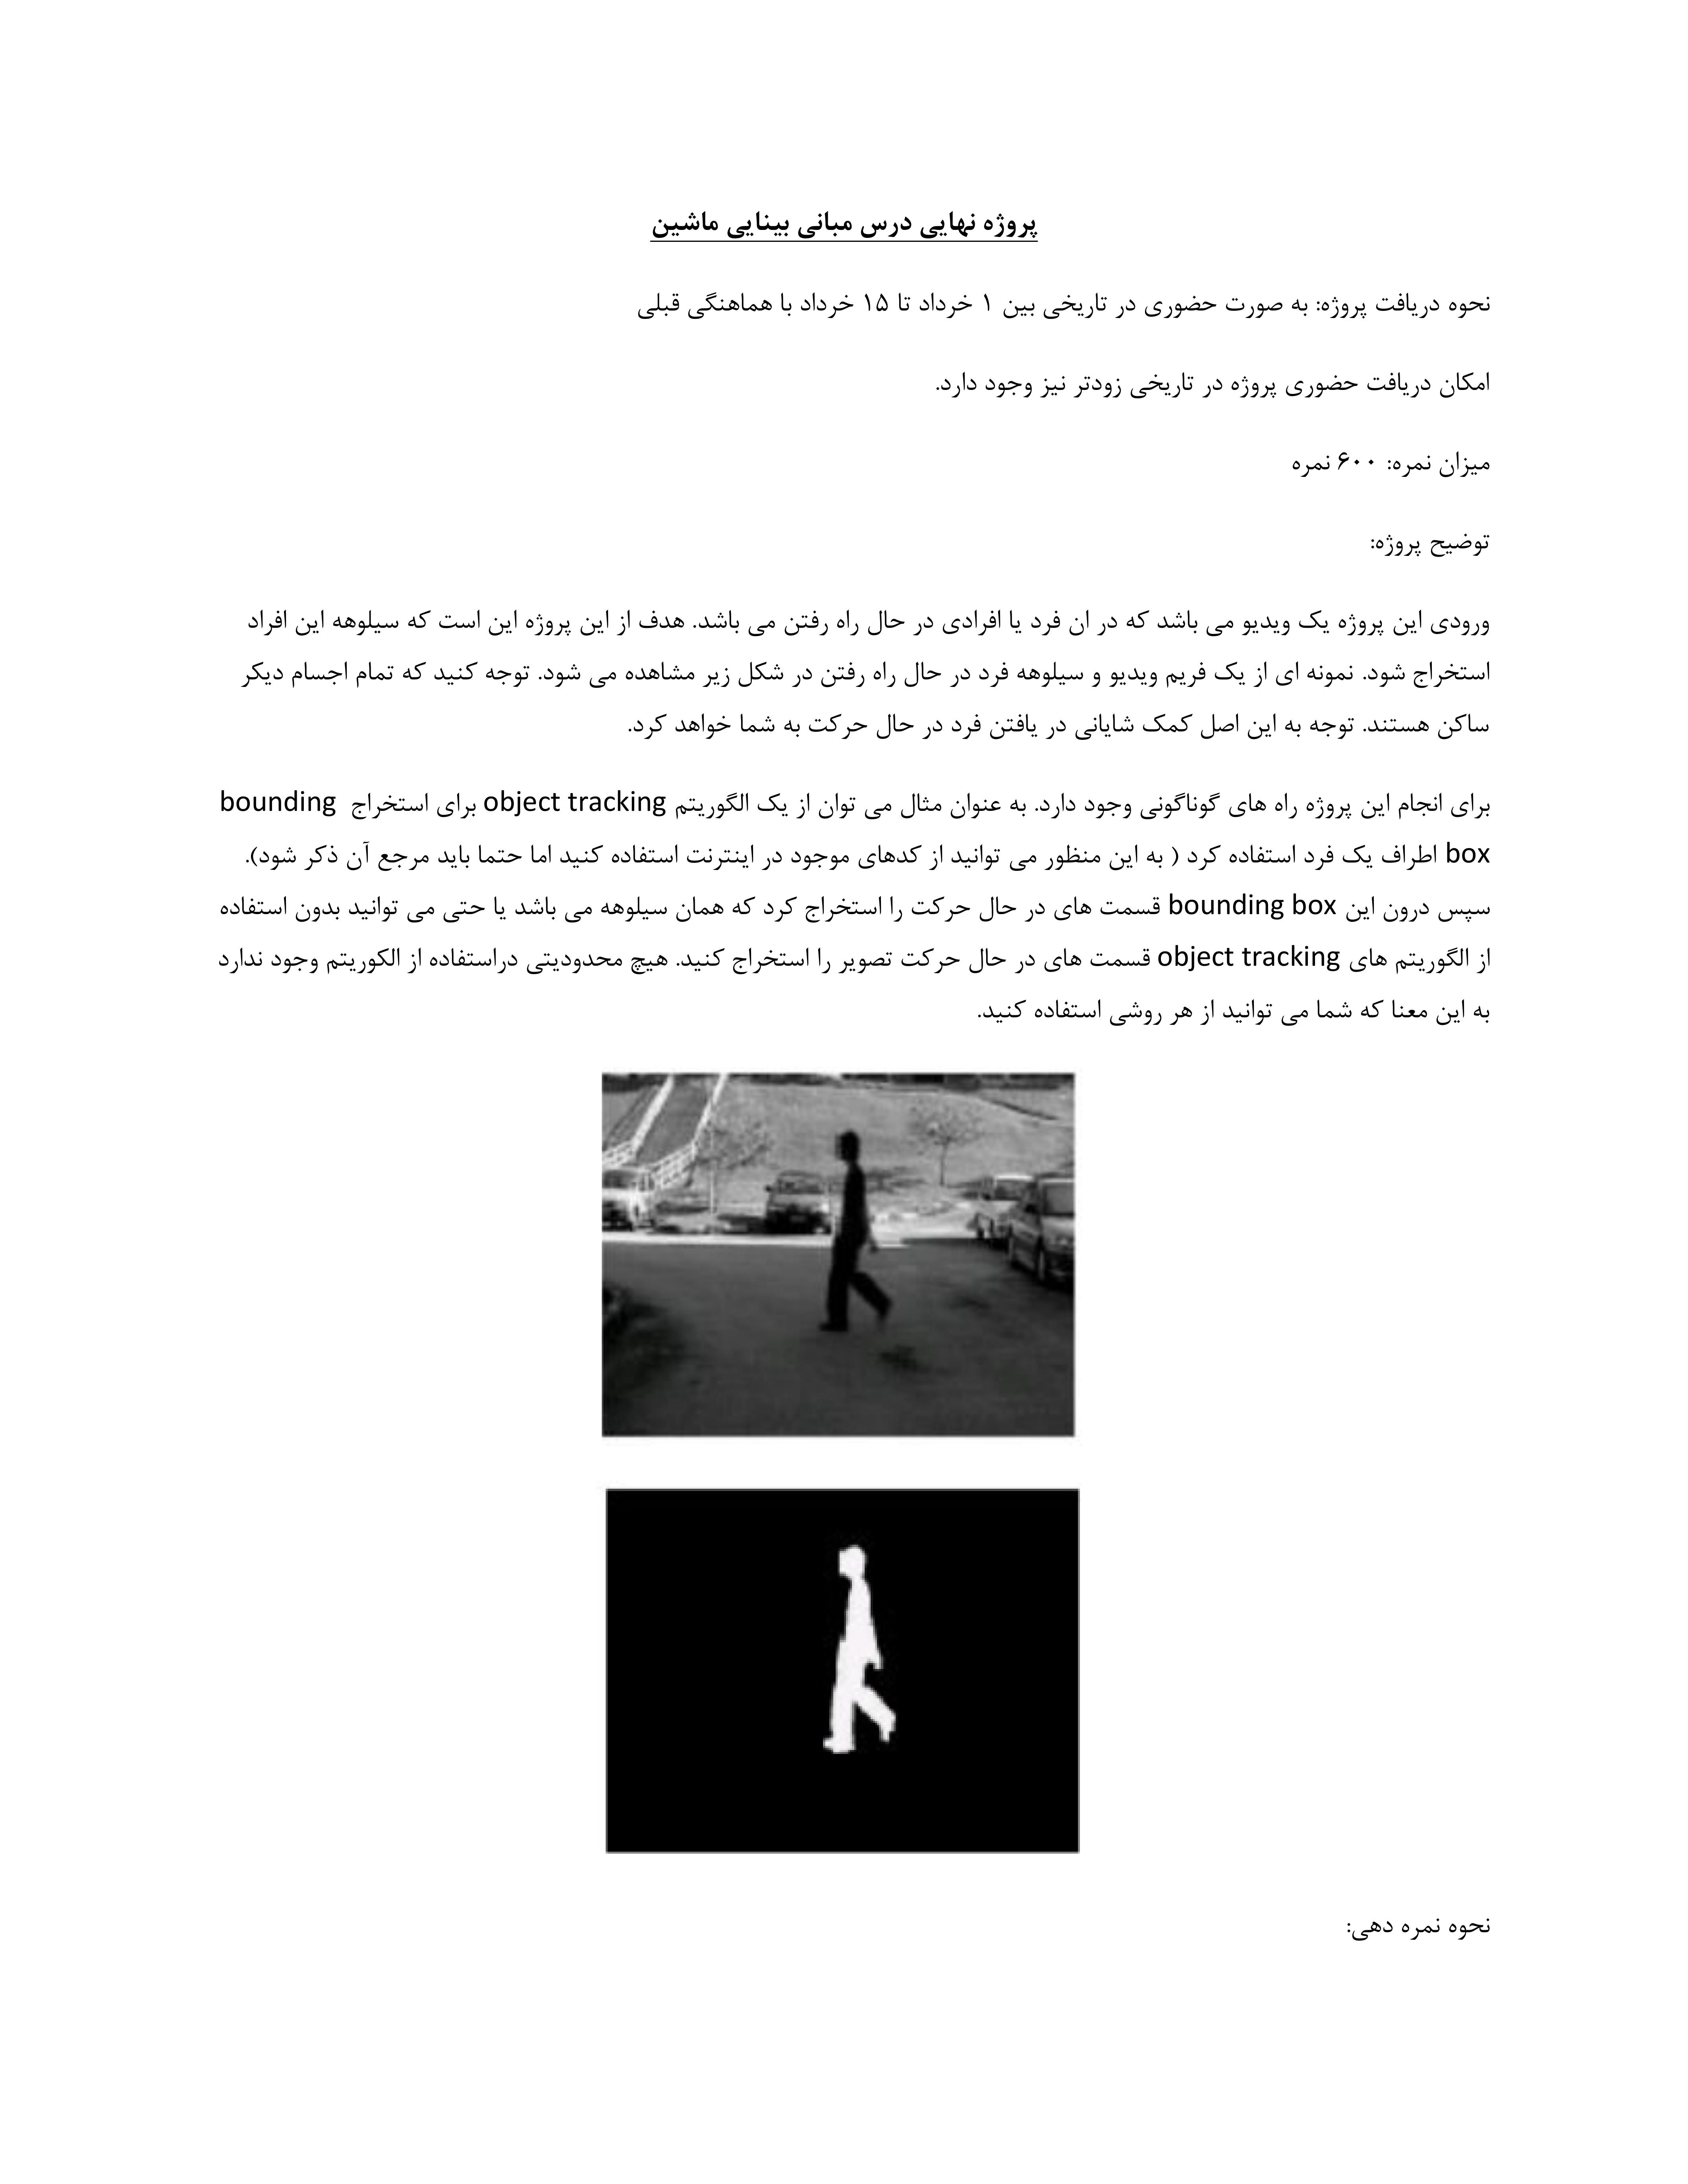 پروژه نهایی درس مبانی بینایی ماشین
نحوه دریافت پروژه: به صورت حضوری در تاریخی بین ۱ خرداد تا ۱۵ خرداد با هماهنگی قبلی
امکان دریافت حضوری پروژه در تاریخی زودتر نیز وجود دارد.
میزان نمره: ۶۰۰ نمره
توضیح پروژه:
ورودی این پروژه یک ویدیو می باشد که در ان فرد یا افرادی در حال راه رفتن می باشد. هدف از این پروژه این است که سیلوهه این افراد
استخراج شود. نمونه ای از یک فریم ویدیو و سیلوهه فرد در حال راه رفتن در شکل زیر مشاهده می شود. توجه کنید که تمام اجسام دیکر
ساکن هستند. توجه به این اصل کمک شایانی در یافتن فرد در حال حرکت به شما خواهد کرد.
برای انجام این پروژه راه های گوناگونی وجود دارد. به عنوان مثال می توان از یک الگوریتم object tracking برای استخراج bounding
box اطراف یک فرد استفاده کرد ( به این منظور می توانید از کدهای موجود در اینترنت استفاده کنید اما حتما باید مرجع آن ذکر شود).
سپس درون این bounding box قسمت های در حال حرکت را استخراج کرد که همان سیلوهه می باشد یا حتی می توانید بدون استفاده
از الگوریتم های object tracking قسمت های در حال حرکت تصویر را استخراج کنید. هیچ محدودیتی دراستفاده از الکوریتم وجود ندارد
به این معنا که شما می توانید از هر روشی استفاده کنید.
نحوه نمره دهی: